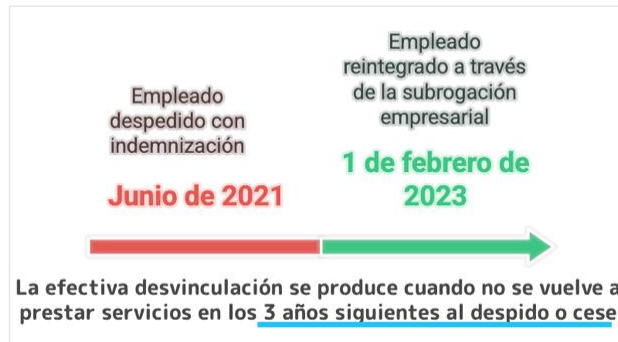 Empleado
despedido con
indemnización
Junio de 2021
Empleado
reintegrado a través
de la subrogación
empresarial
1 de febrero de
2023
La efectiva desvinculación se produce cuando no se vuelve a
prestar servicios en los 3 años siguientes al despido o cese